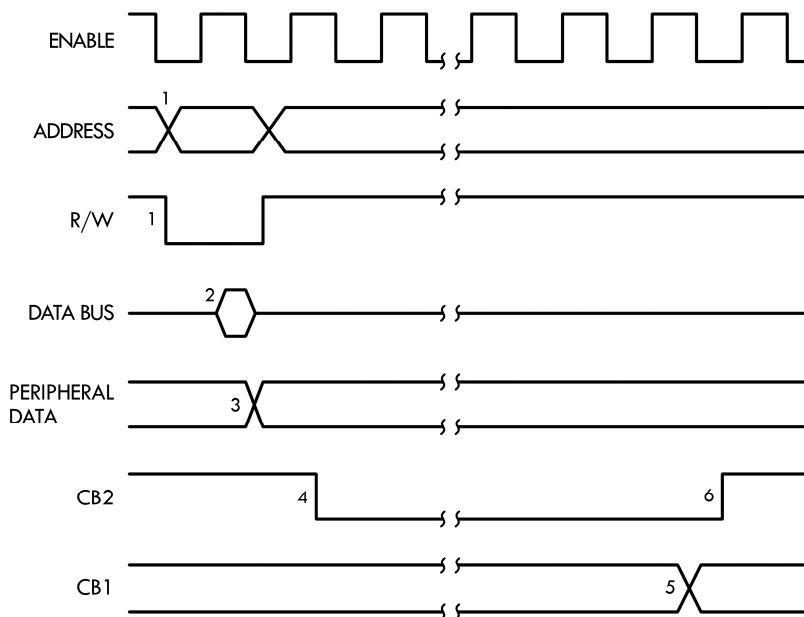 ENABLE
1
ADDRESS
R/W
1
DATA BUS
2
PERIPHERAL
DATA
3
CB2
4
6
CB1
5